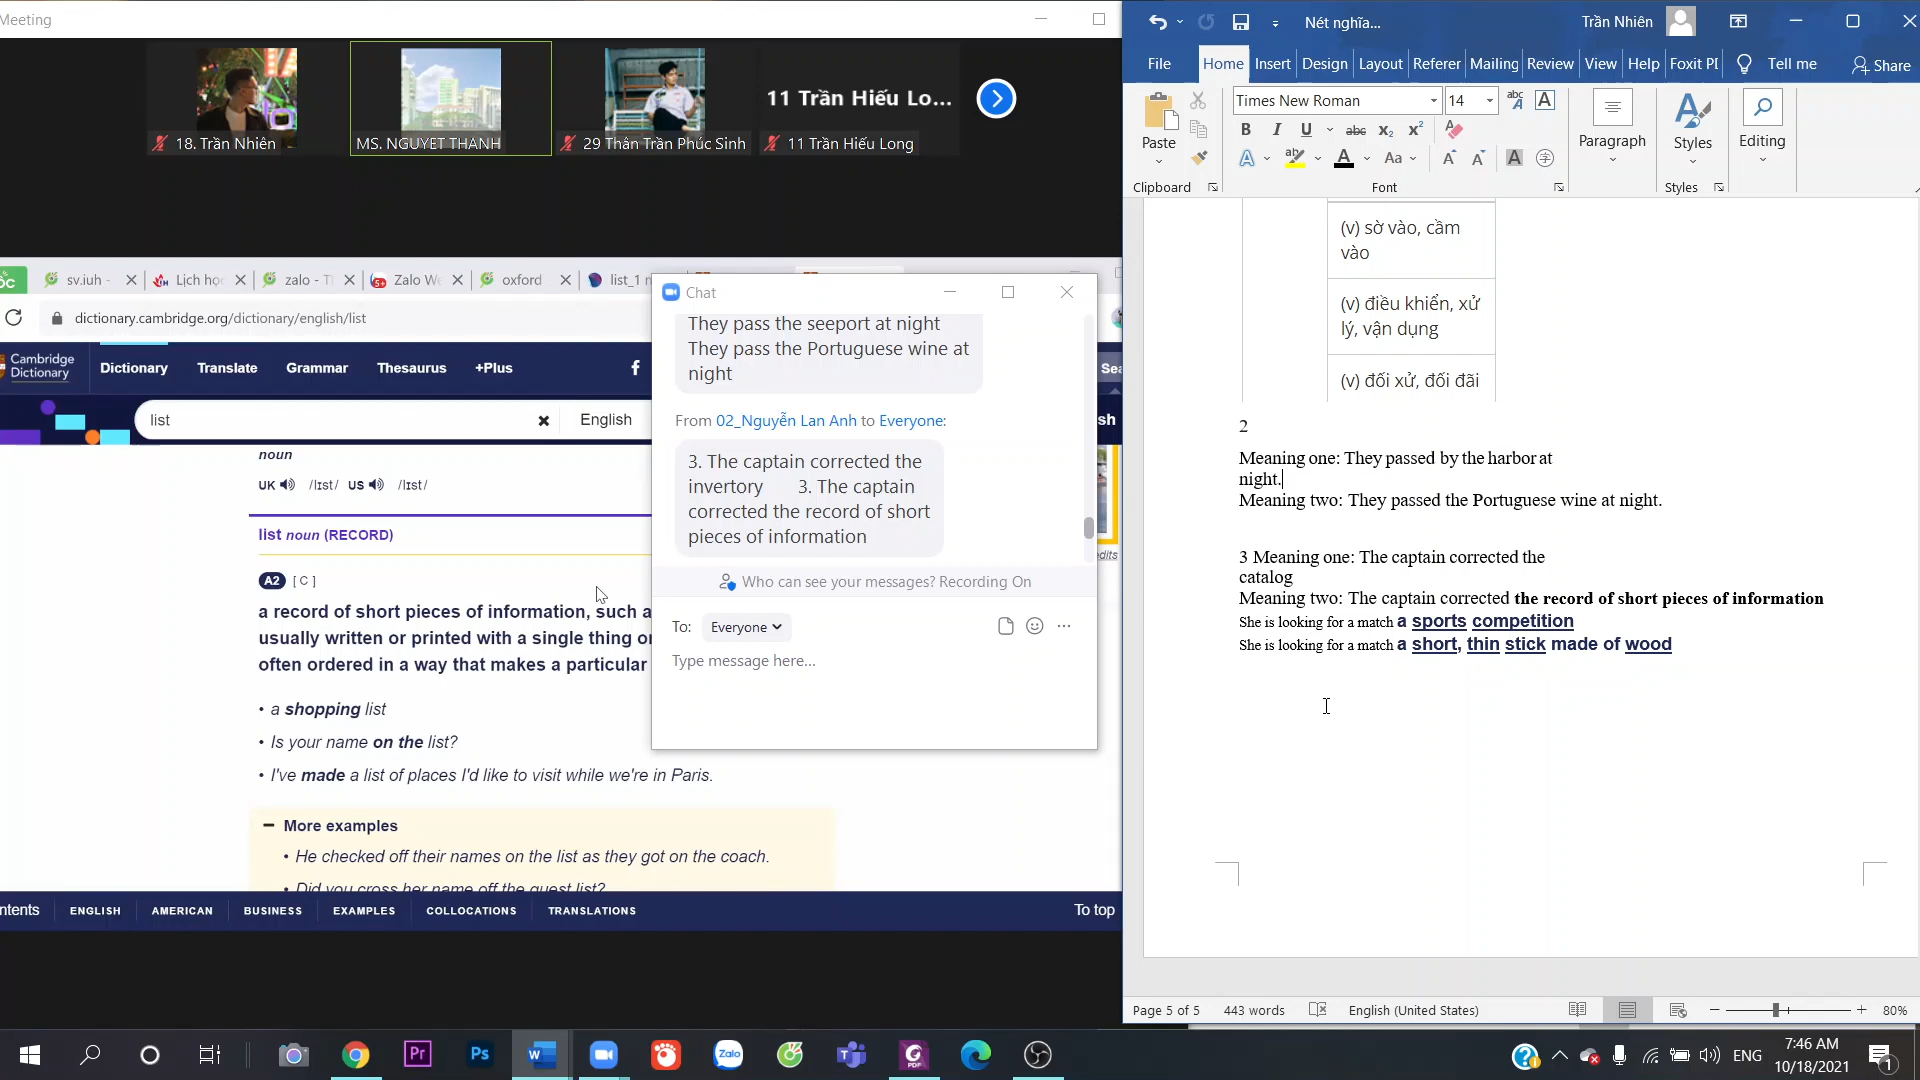 Meeting
18. Trần Nhiên
MS. NGUYET THANH
29 Thân Trần Phúc Sinh
11 Trần Hiếu Lo...
11 Trần Hiếu Long
sv.iuh -
Lịch họ
zalo - T
Zalo We
oxford
list_1 n
dictionary.cambridge.org/dictionary/english/list
Cambridge
Dictionary
Dictionary
Translate
Grammar
Thesaurus
+Plus
Sea
list
English
sh
noun
UK /lɪst/ US /lɪst/
list noun (RECORD)
A2 [ C ]
a record of short pieces of information, such a
usually written or printed with a single thing o
often ordered in a way that makes a particular
• a shopping list
• Is your name on the list?
• I've made a list of places I'd like to visit while we're in Paris.
More examples
• He checked off their names on the list as they got on the coach.
• Did you cross her name off the guest list?
edits
ntents
ENGLISH
AMERICAN
BUSINESS
EXAMPLES
COLLOCATIONS
TRANSLATIONS
To top
Chat
They pass the seeport at night
They pass the Portuguese wine at
night
From 02_Nguyễn Lan Anh to Everyone:
3. The captain corrected the
invertory 3. The captain
corrected the record of short
pieces of information
Who can see your messages? Recording On
To: Everyone
Type message here...
Nét nghĩa...
Trần Nhiên
File
Home
Insert
Design
Layout
Referer
Mailing
Review
View
Help
Foxit PI
Tell me
Share
Paste
Clipboard
Times New Roman
14
Font
Paragraph
Styles
Styles
Editing
(v) sờ vào, cầm
vào
(v) điều khiển, xử
lý, vận dụng
(v) đối xử, đối đãi
2
Meaning one: They passed by the harbor at
night.
Meaning two: They passed the Portuguese wine at night.
3 Meaning one: The captain corrected the
catalog
Meaning two: The captain corrected the record of short pieces of information
She is looking for a match a sports competition
She is looking for a match a short, thin stick made of wood
Page 5 of 5
443 words
English (United States)
80%
ENG
7:46 AM
10/18/2021
1